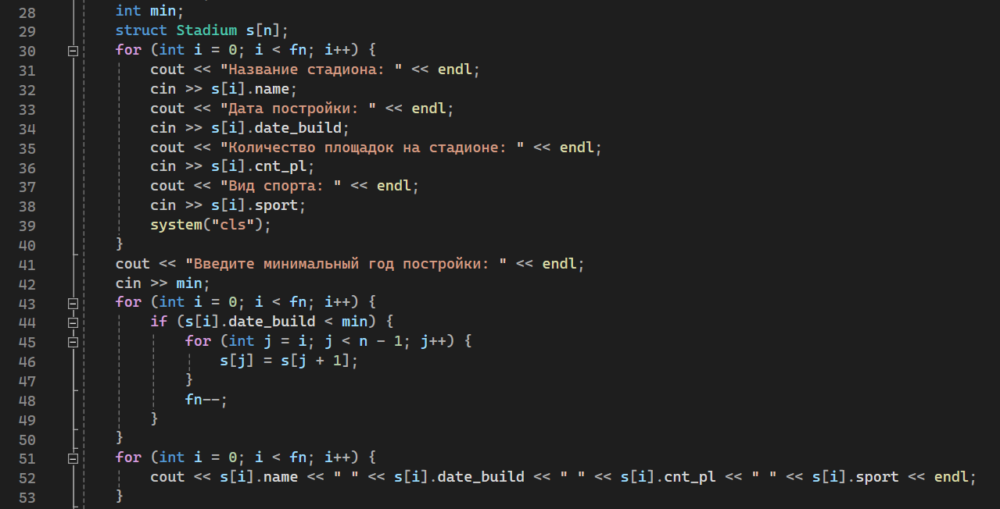 28 int min;
29 struct Stadium s[n];
30 for (int i = 0; i < fn; i++) {
31 cout << "Название стадиона: " << endl;
32 cin >> s[i].name;
33 cout << "Дата постройки: " << endl;
34 cin >> s[i].date_build;
35 cout << "Количество площадок на стадионе: " << endl;
36 cin >> s[i].cnt_pl;
37 cout << "Вид спорта: " << endl;
38 cin >> s[i].sport;
39 system("cls");
40 }
41 cout << "Введите минимальный год постройки: " << endl;
42 cin >> min;
43 for (int i = 0; i < fn; i++) {
44 if (s[i].date_build < min) {
45 for (int j = i; j < n - 1; j++) {
46 s[j] = s[j + 1];
47 }
48 fn--;
49 }
50 }
51 for (int i = 0; i < fn; i++) {
52 cout << s[i].name << " " << s[i].date_build << " " << s[i].cnt_pl << " " << s[i].sport << endl;
53 }